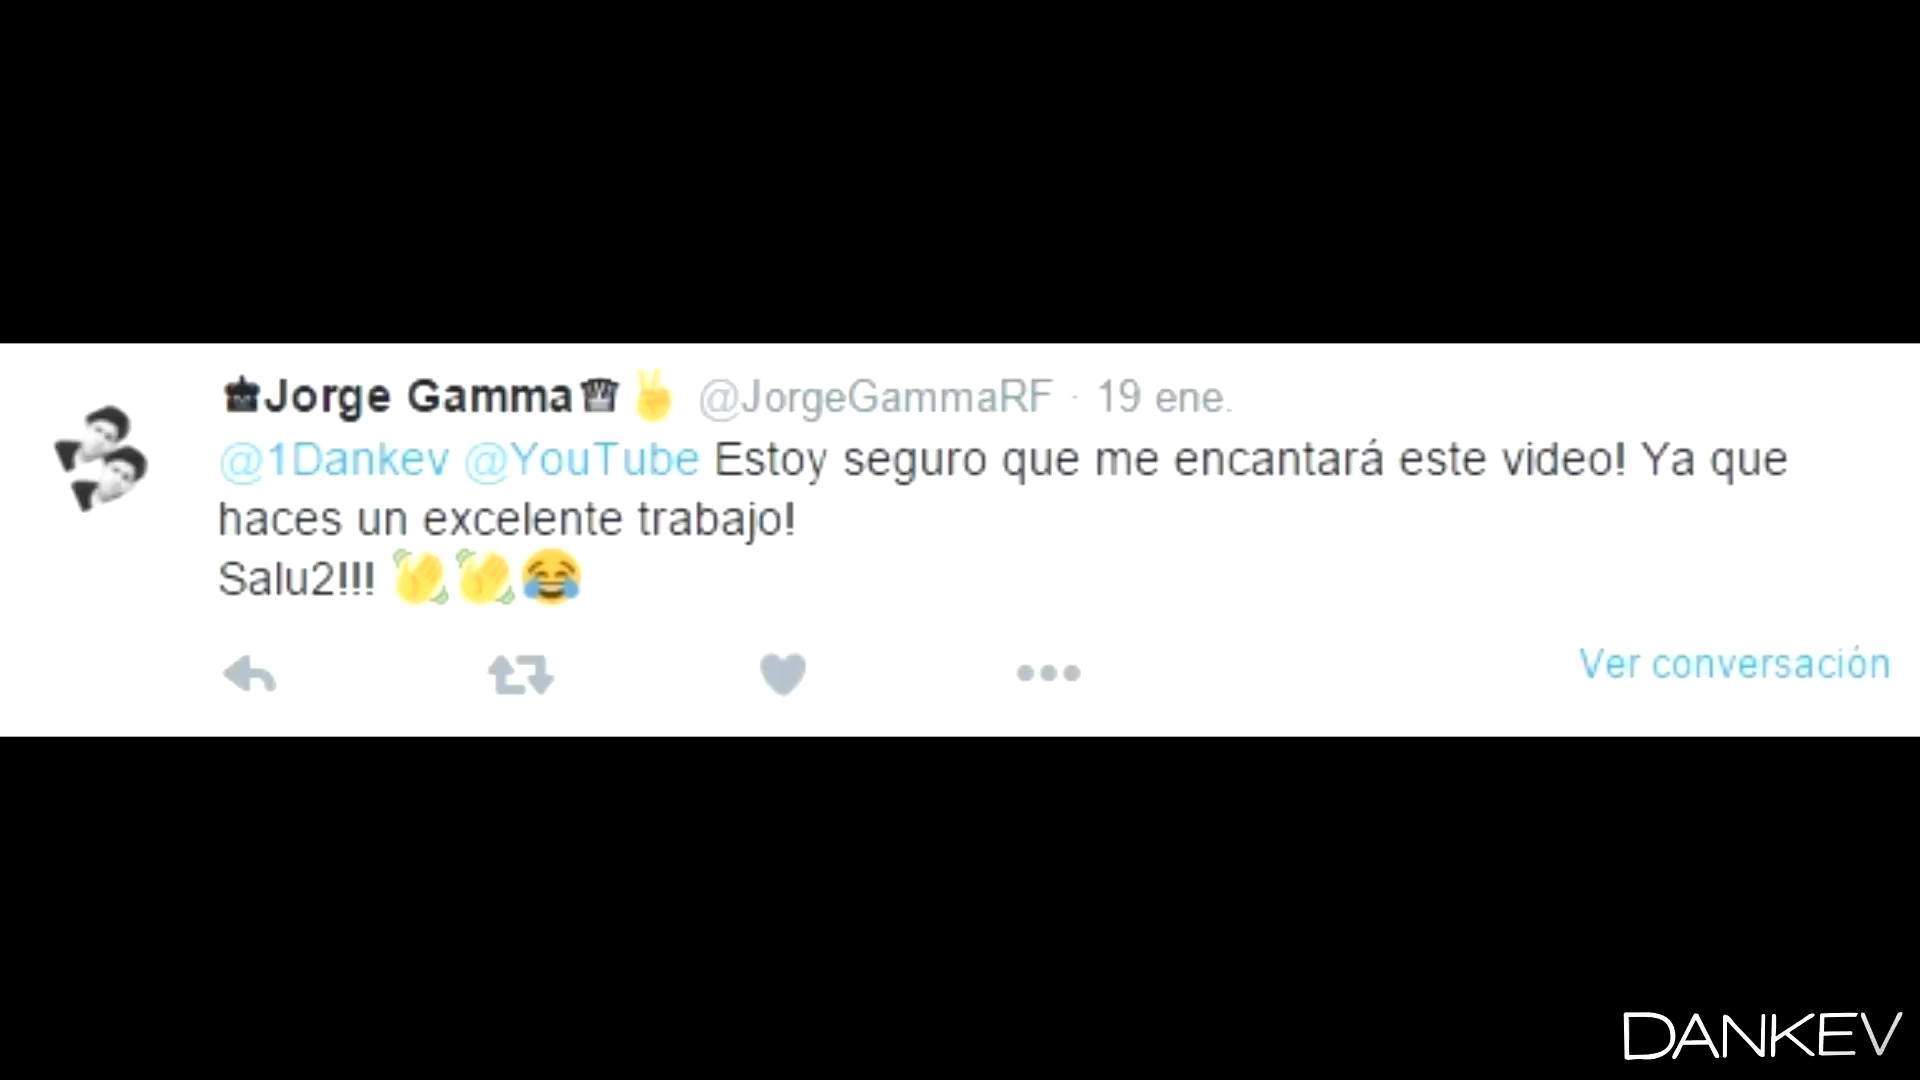 ♚Jorge Gamma♛✌ @JorgeGammaRF · 19 ene.
@1Dankev @YouTube Estoy seguro que me encantará este video! Ya que
haces un excelente trabajo!
Salu2!!! 👏👏😂
Ver conversación
DANKEV